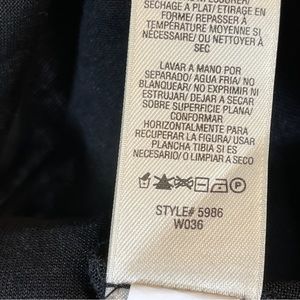 SECHAGE A PLAT/ ETIRAGE EN
FORME/ REPASSER À
TEMPERATURE MOYENNE SI
NÉCESSAIRE/ OU NETTOYER À
SEC
LAVAR A MANO POR
SEPARADO/ AGUA FRIA/ NO
BLANQUEAR/ NO EXPRIMIR NI
ESTRUJAR/ DEJAR A SECAR
SOBRE SUPERFICIE PLANA/
CONFORMAR
HORIZONTALMENTE PARA
RECUPERAR LA FIGURA/ USAR
PLANCHA TIBIA SI ES
NECESARIO/ O LIMPIAR A SECO
STYLE# 5986
W036